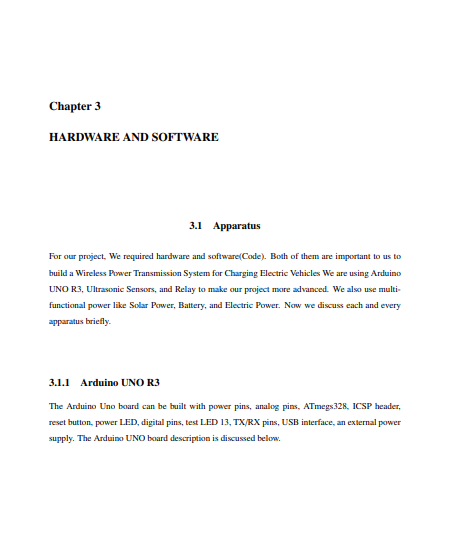 Chapter 3
HARDWARE AND SOFTWARE
3.1 Apparatus
For our project, We required hardware and software(Code). Both of them are important to us to
build a Wireless Power Transmission System for Charging Electric Vehicles We are using Arduino
UNO R3, Ultrasonic Sensors, and Relay to make our project more advanced. We also use multi-
functional power like Solar Power, Battery, and Electric Power. Now we discuss each and every
apparatus briefly.
3.1.1 Arduino UNO R3
The Arduino Uno board can be built with power pins, analog pins, ATmegs328, ICSP header,
reset button, power LED, digital pins, test LED 13, TX/RX pins, USB interface, an external power
supply. The Arduino UNO board description is discussed below.